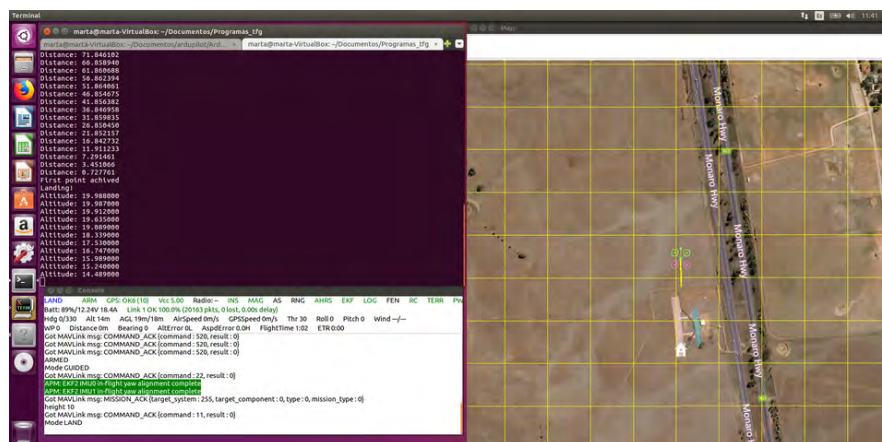 Terminal
11:41
marta@marta-VirtualBox: ~/Documentos/Programas_tfg
marta@marta-VirtualBox: ~/Documentos/ardupilot/Ard...
marta@marta-VirtualBox: ~/Documentos/Programas_tfg
Distance: 71.846102
Distance: 66.858940
Distance: 61.860688
Distance: 56.862394
Distance: 51.864061
Distance: 46.854675
Distance: 41.856382
Distance: 36.846958
Distance: 31.859835
Distance: 26.850450
Distance: 21.852157
Distance: 16.842732
Distance: 11.911233
Distance: 7.291461
Distance: 3.451066
Distance: 0.727761
First point achived
Landing!
Altitude: 19.988000
Altitude: 19.987000
Altitude: 19.912000
Altitude: 19.635000
Altitude: 19.089000
Altitude: 18.339000
Altitude: 17.530000
Altitude: 16.747000
Altitude: 15.989000
Altitude: 15.240000
Altitude: 14.489000
Console
LAND ARM GPS: OK6 (10) Vcc 5.00 Radio: -- INS MAG AS RNG AHRS EKF LOG FEN RC TERR PW
Batt: 89%/12.24V 18.4A Link 1 OK 100.0% (20163 pkts, 0 lost, 0.00s delay)
Hdg 0/330 Alt 14m AGL 19m/18m AirSpeed 0m/s GPSSpeed 0m/s Thr 30 Roll 0 Pitch 0 Wind --/--
WP 0 Distance 0m Bearing 0 AltError 0L AspdError 0.0H FlightTime 1:02 ETR 0:00
Got MAVLink msg: COMMAND_ACK {command : 520, result : 0}
Got MAVLink msg: COMMAND_ACK {command : 520, result : 0}
Got MAVLink msg: COMMAND_ACK {command : 520, result : 0}
ARMED
Mode GUIDED
Got MAVLink msg: COMMAND_ACK {command : 22, result : 0}
APM: EKF2 IMU0 in-flight yaw alignment complete
APM: EKF2 IMU1 in-flight yaw alignment complete
Got MAVLink msg: MISSION_ACK {target_system : 255, target_component : 0, type : 0, mission_type : 0}
height 10
Got MAVLink msg: COMMAND_ACK {command : 11, result : 0}
Mode LAND
Map
Monaro Hwy
Monaro Hwy
Monaro Hwy
Monaro Hwy
Monaro Hwy